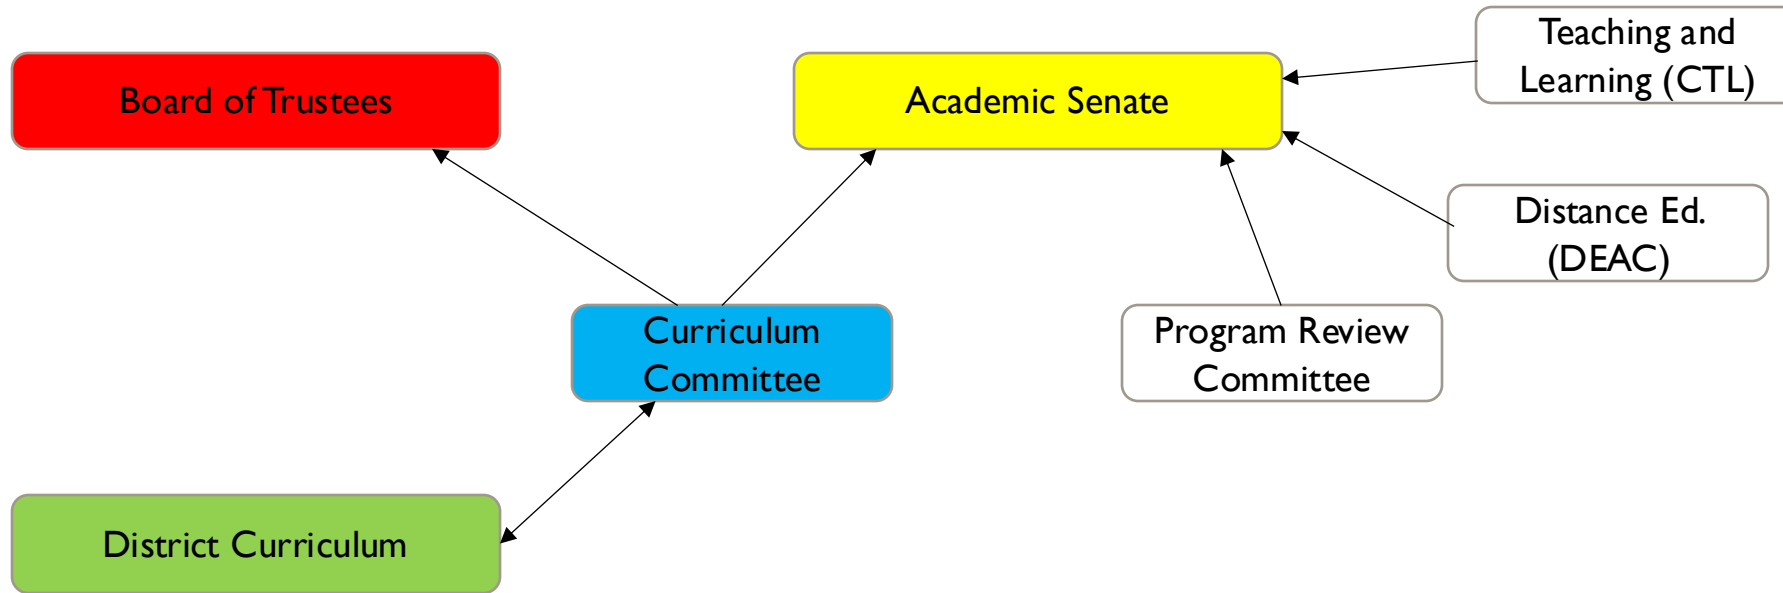 Board of Trustees
Academic Senate
Teaching and
Learning (CTL)
Distance Ed.
(DEAC)
Curriculum
Committee
Program Review
Committee
District Curriculum